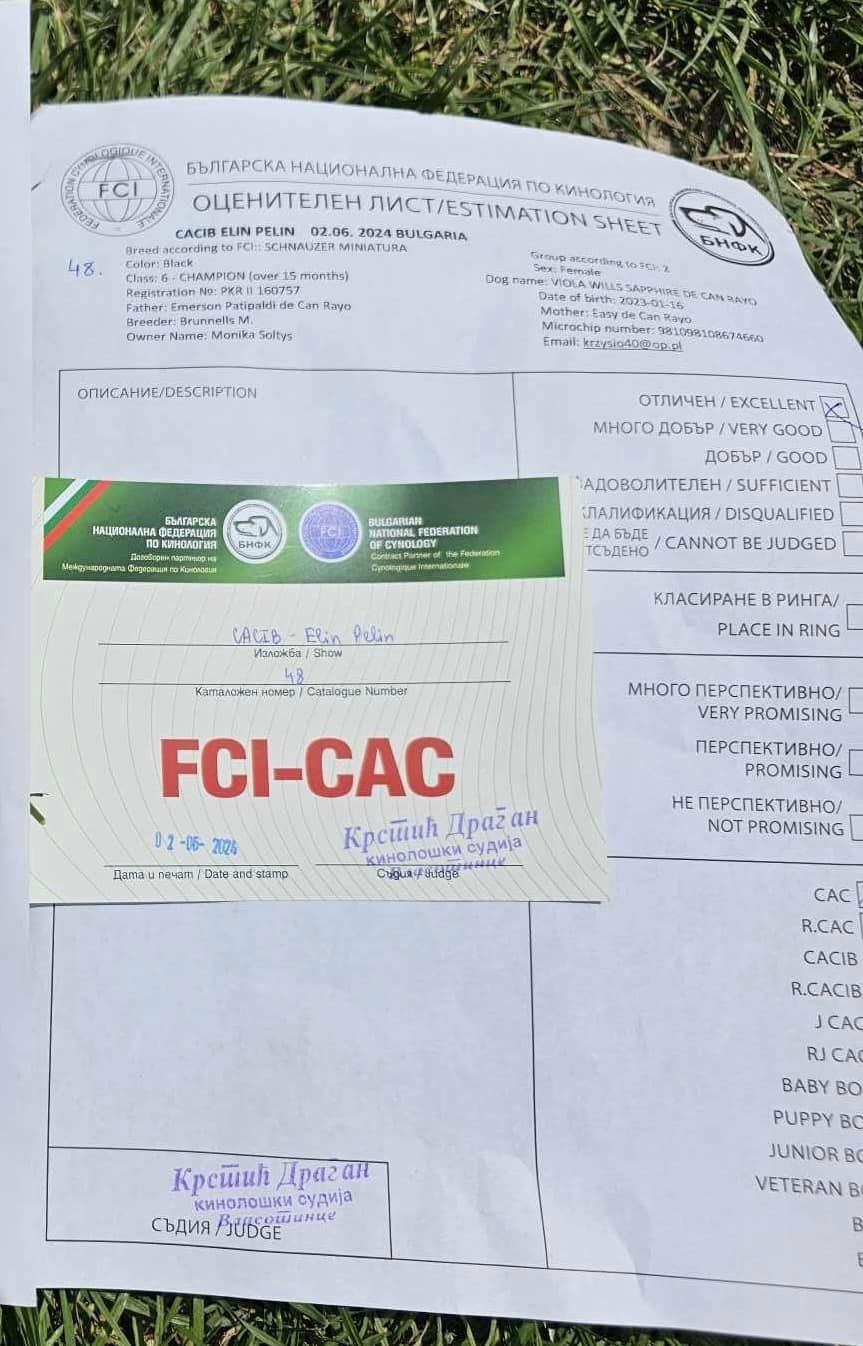 FEDERATION CYNOLOGIQUE INTERNATIONALE
FCI
БЪЛГАРСКА НАЦИОНАЛНА ФЕДЕРАЦИЯ ПО КИНОЛОГИЯ
ОЦЕНИТЕЛЕН ЛИСТ/ESTIMATION SHEET
БНФК
CACIB ELIN PELIN 02.06. 2024 BULGARIA
48.
Breed according to FCI:: SCHNAUZER MINIATURA
Color: Black
Class: 6 - CHAMPION (over 15 months)
Registration No: PKR II 160757
Father: Emerson Patipaldi de Can Rayo
Breeder: Brunnells M.
Owner Name: Monika Soltys
Group according to FCI: 2
Sex: Female
Dog name: VIOLA WILLS SAPPHIRE DE CAN RAYO
Date of birth: 2023-01-16
Mother: Easy de Can Rayo
Microchip number: 981098108674660
Email: krzysio40@op.pl
ОПИСАНИЕ/DESCRIPTION
ОТЛИЧЕН / EXCELLENT
МНОГО ДОБЪР / VERY GOOD
ДОБЪР / GOOD
АДОВОЛИТЕЛЕН / SUFFICIENT
ЛАЛИФИКАЦИЯ / DISQUALIFIED
Е ДА БЪДЕ
ТСЪДЕНО / CANNOT BE JUDGED
КЛАСИРАНЕ В РИНГА/
PLACE IN RING
МНОГО ПЕРСПЕКТИВНО/
VERY PROMISING
ПЕРСПЕКТИВНО/
PROMISING
НЕ ПЕРСПЕКТИВНО/
NOT PROMISING
CAC
R.CAC
CACIB
R.CACIB
J CAC
RJ CAC
BABY BO
PUPPY BO
JUNIOR BO
VETERAN B
B
БЪЛГАРСКА
НАЦИОНАЛНА ФЕДЕРАЦИЯ
ПО КИНОЛОГИЯ
Договорен партньор на
Международната Федерация по Кинология
БНФК
FCI
BULGARIAN
NATIONAL FEDERATION
OF CYNOLOGY
Contract Partner of the Federation
Cynologique Internationale
CACIB - Elin Pelin
Изложба / Show
48
Каталожен номер / Catalogue Number
FCI-CAC
02-06-2024
Дата и печат / Date and stamp
Крстић Драган
кинолошки судија
Власотинце
Съдия / Judge
Крстић Драган
кинолошки судија
Власотинце
СЪДИЯ / JUDGE